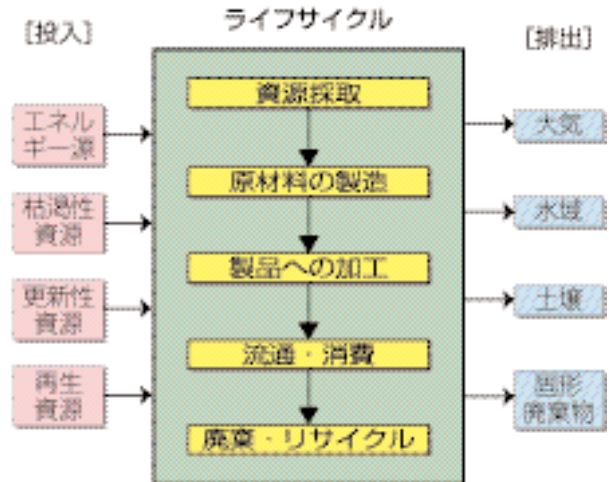 [投入]
ライフサイクル
[排出]
エネル
ギー源
枯渇性
資源
更新性
資源
再生
資源
資源採取
原材料の製造
製品への加工
流通・消費
廃棄・リサイクル
大気
水域
土壌
固形
廃棄物